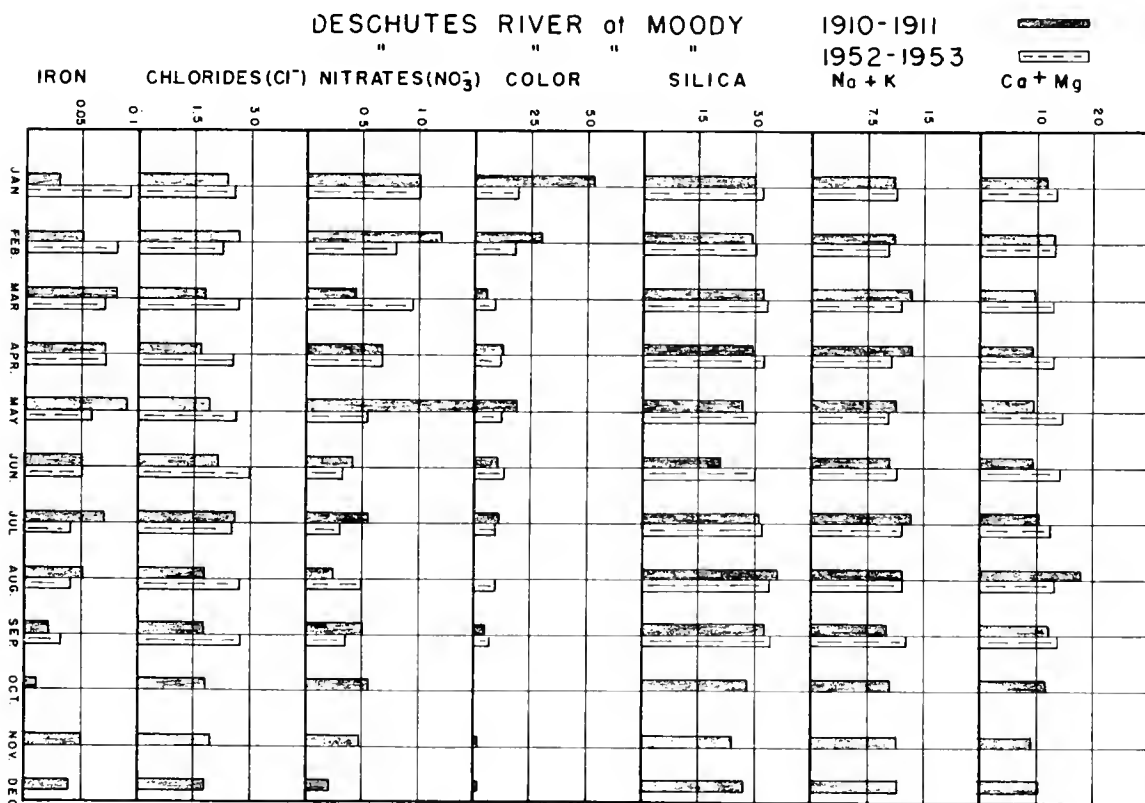 DESCHUTES RIVER at MOODY 1910-1911
" " " " 1952-1953
IRON CHLORIDES (Cl⁻) NITRATES (NO₃⁻) COLOR SILICA Na + K Ca + Mg
0.05 .1 1.5 3.0 0.5 1.0 25 50 15 30 7.5 15 10 20
JAN
FEB.
MAR
APR.
MAY
JUN.
JUL
AUG.
SEP.
OCT.
NOV.
DEC